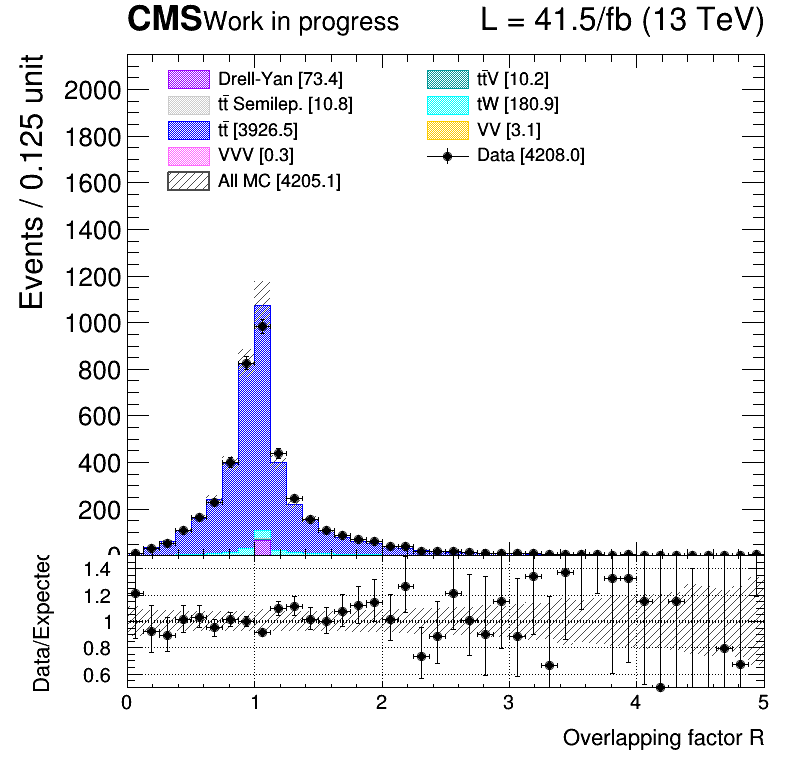 CMS Work in progress L = 41.5/fb (13 TeV)
Events / 0.125 unit
2000
1800
1600
1400
1200
1000
800
600
400
200
0
Drell-Yan [73.4]
tt̄ Semilep. [10.8]
tt̄ [3926.5]
VVV [0.3]
All MC [4205.1]
tt̄V [10.2]
tW [180.9]
VV [3.1]
Data [4208.0]
Data/Expected
1.4
1.2
1
0.8
0.6
0 1 2 3 4 5
Overlapping factor R